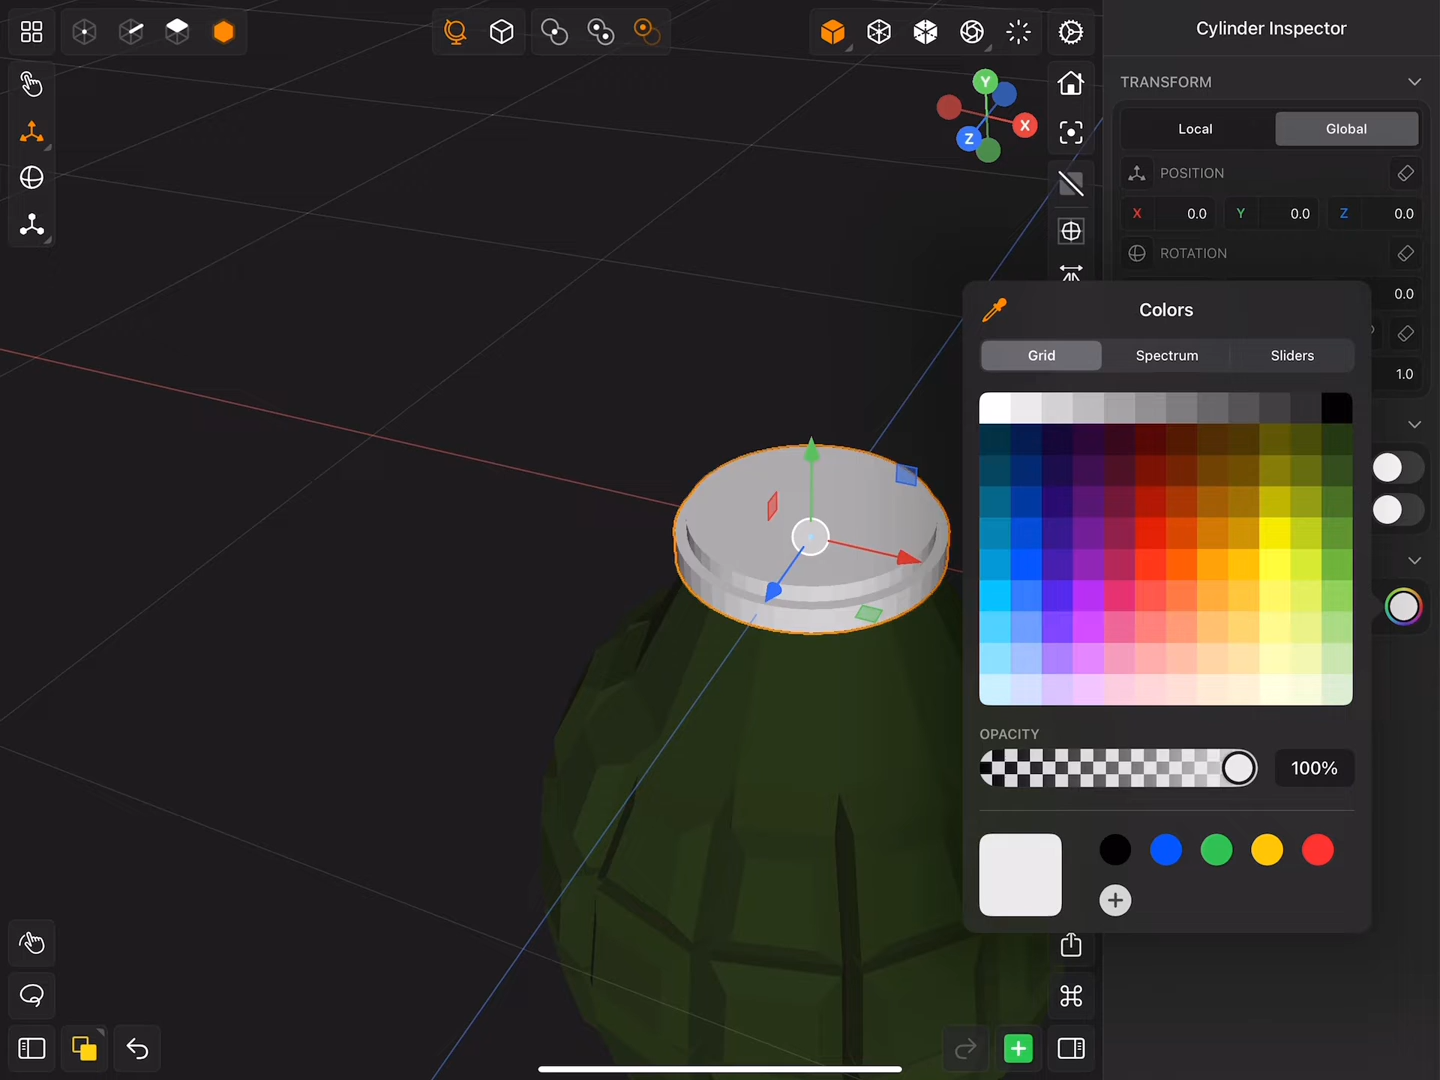 Cylinder Inspector
TRANSFORM
Local
Global
POSITION
X 0.0 Y 0.0 Z 0.0
ROTATION
0.0
1.0
Y
X
Z
Colors
Grid
Spectrum
Sliders
OPACITY
100%